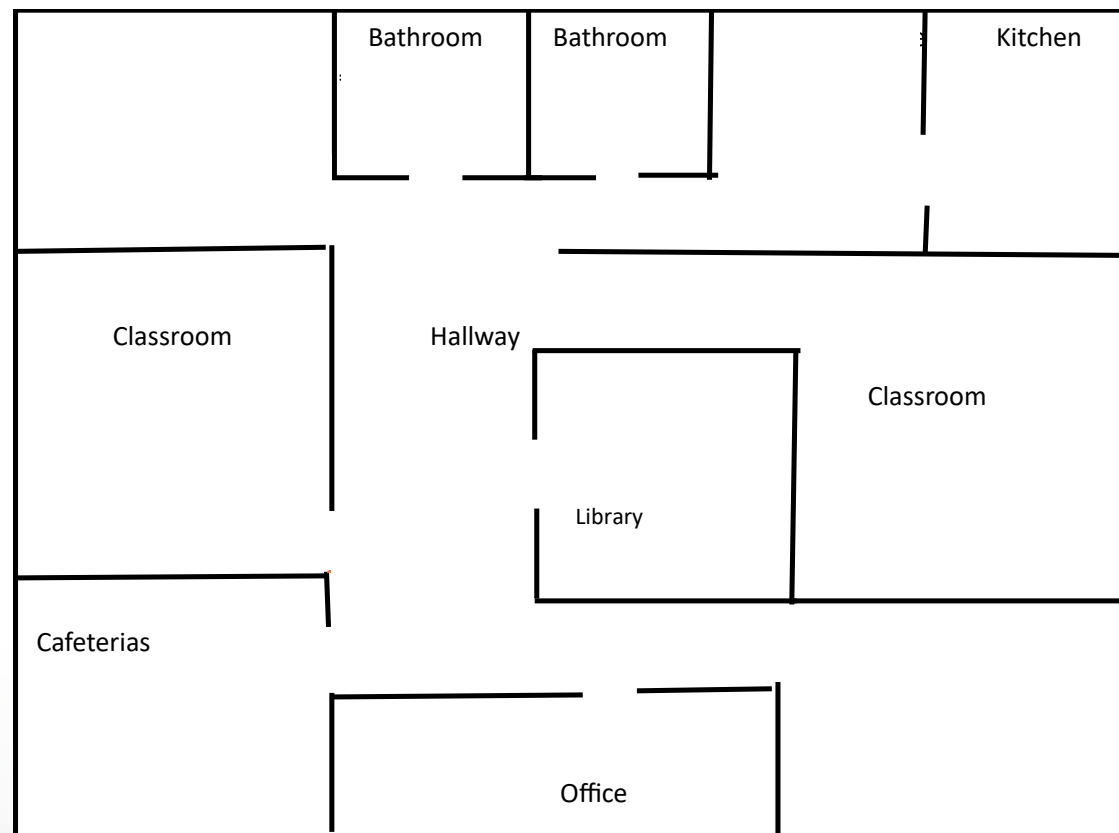 Bathroom
Bathroom
Kitchen
Classroom
Hallway
Classroom
Library
Cafeterias
Office